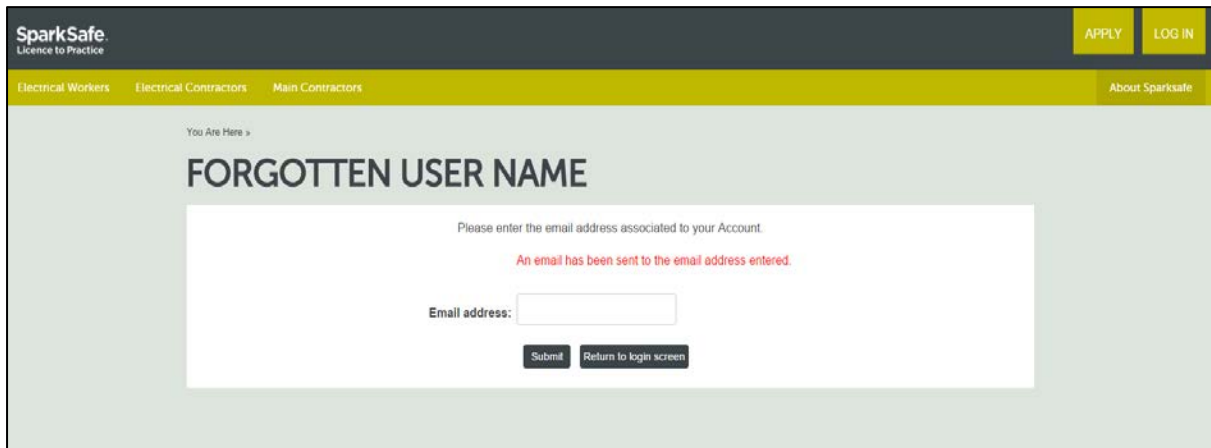 SparkSafe.
Licence to Practice
APPLY
LOG IN
Electrical Workers
Electrical Contractors
Main Contractors
About Sparksafe
You Are Here »
FORGOTTEN USER NAME
Please enter the email address associated to your Account.
An email has been sent to the email address entered.
Email address:
Submit
Return to login screen